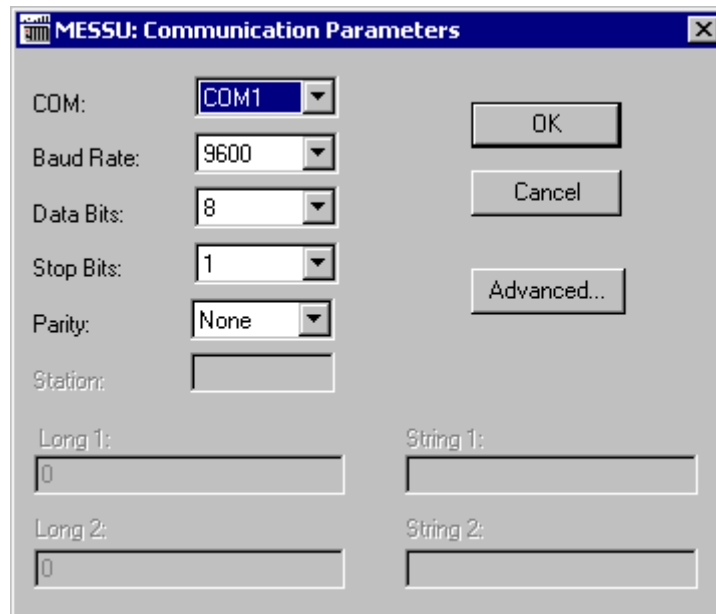 MESSU: Communication Parameters
COM: COM1
OK
Baud Rate: 9600
Cancel
Data Bits: 8
Stop Bits: 1
Advanced...
Parity: None
Station:
Long 1:
String 1:
0
Long 2:
String 2:
0